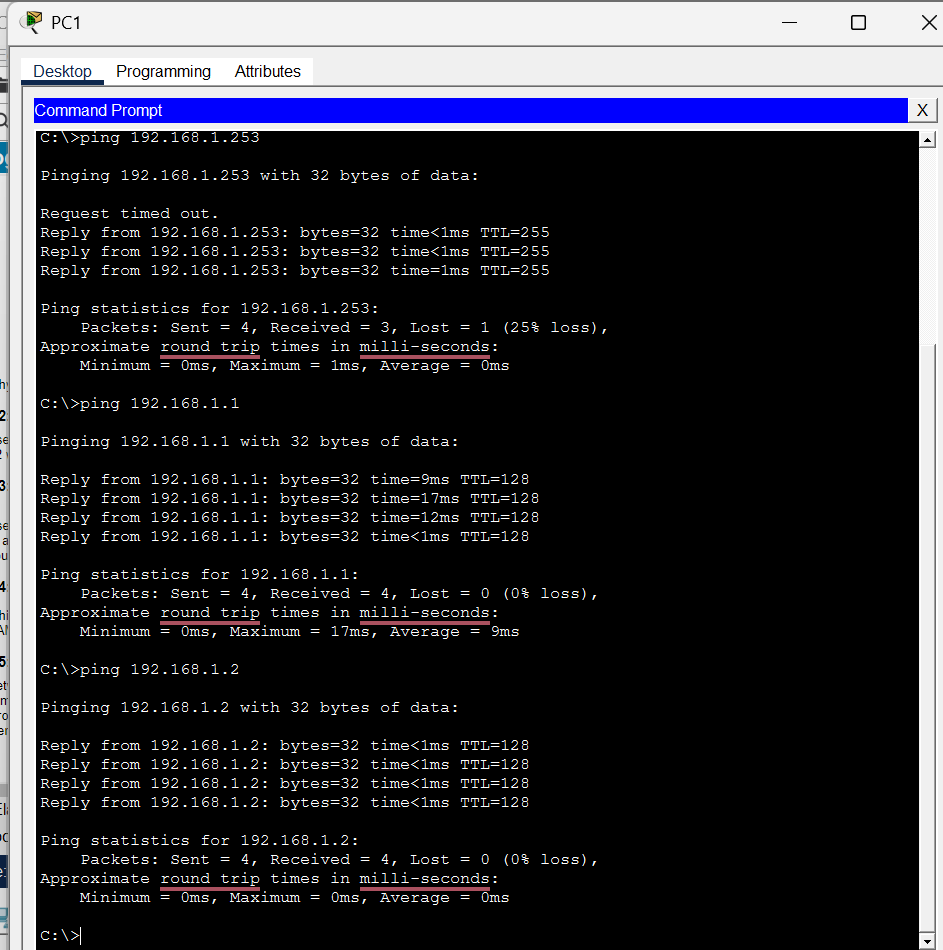 PC1
Desktop Programming Attributes
Command Prompt X
C:\>ping 192.168.1.253
Pinging 192.168.1.253 with 32 bytes of data:
Request timed out.
Reply from 192.168.1.253: bytes=32 time<1ms TTL=255
Reply from 192.168.1.253: bytes=32 time<1ms TTL=255
Reply from 192.168.1.253: bytes=32 time=1ms TTL=255
Ping statistics for 192.168.1.253:
Packets: Sent = 4, Received = 3, Lost = 1 (25% loss),
Approximate round trip times in milli-seconds:
Minimum = 0ms, Maximum = 1ms, Average = 0ms
C:\>ping 192.168.1.1
Pinging 192.168.1.1 with 32 bytes of data:
Reply from 192.168.1.1: bytes=32 time=9ms TTL=128
Reply from 192.168.1.1: bytes=32 time=17ms TTL=128
Reply from 192.168.1.1: bytes=32 time=12ms TTL=128
Reply from 192.168.1.1: bytes=32 time<1ms TTL=128
Ping statistics for 192.168.1.1:
Packets: Sent = 4, Received = 4, Lost = 0 (0% loss),
Approximate round trip times in milli-seconds:
Minimum = 0ms, Maximum = 17ms, Average = 9ms
C:\>ping 192.168.1.2
Pinging 192.168.1.2 with 32 bytes of data:
Reply from 192.168.1.2: bytes=32 time<1ms TTL=128
Reply from 192.168.1.2: bytes=32 time<1ms TTL=128
Reply from 192.168.1.2: bytes=32 time<1ms TTL=128
Reply from 192.168.1.2: bytes=32 time<1ms TTL=128
Ping statistics for 192.168.1.2:
Packets: Sent = 4, Received = 4, Lost = 0 (0% loss),
Approximate round trip times in milli-seconds:
Minimum = 0ms, Maximum = 0ms, Average = 0ms
C:\>